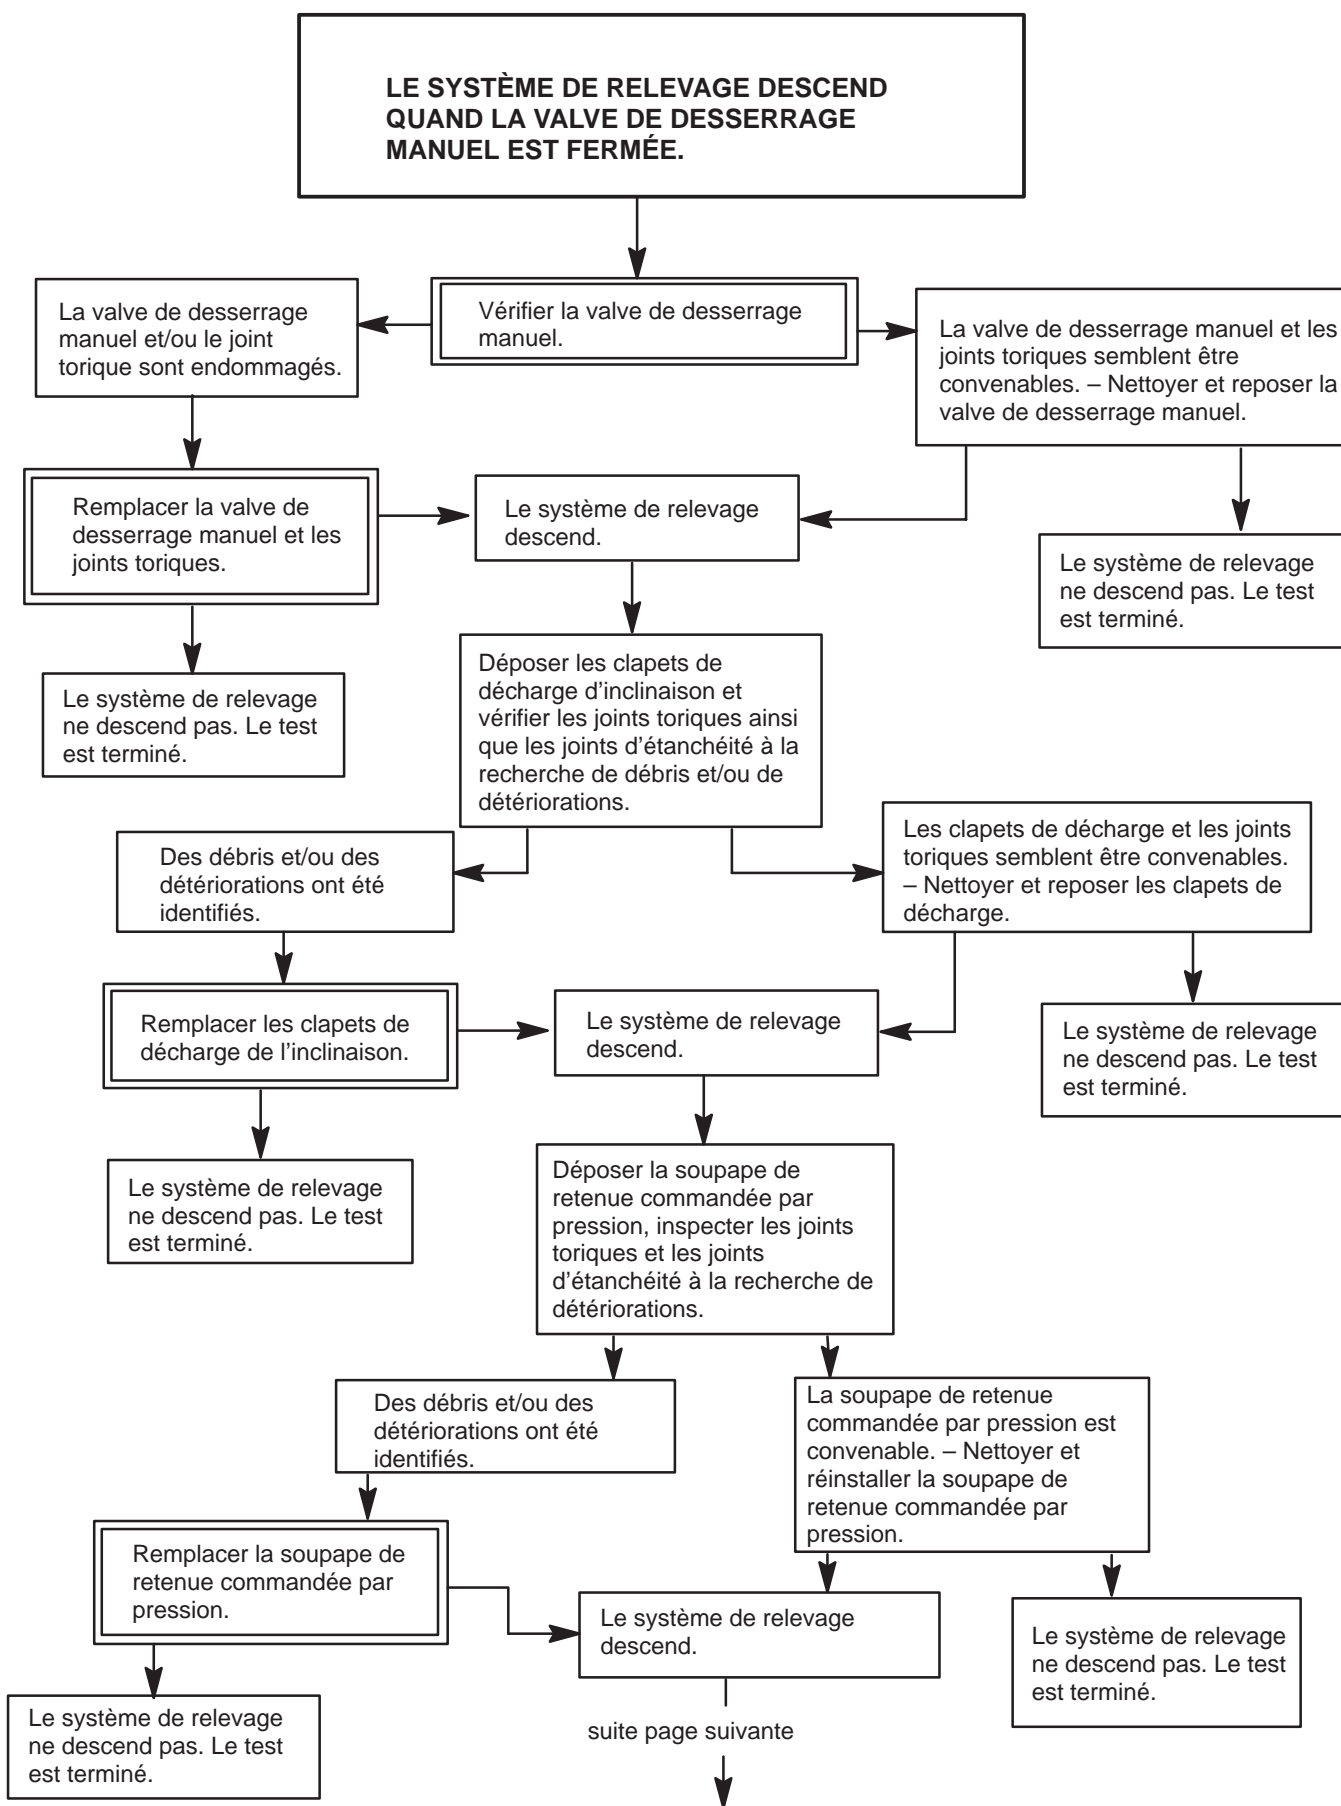 LE SYSTÈME DE RELEVAGE DESCEND
QUAND LA VALVE DE DESSERRAGE
MANUEL EST FERMÉE.
La valve de desserrage
manuel et/ou le joint
torique sont endommagés.
Vérifier la valve de desserrage
manuel.
La valve de desserrage manuel et les
joints toriques semblent être
convenables. – Nettoyer et reposer la
valve de desserrage manuel.
Remplacer la valve de
desserrage manuel et les
joints toriques.
Le système de relevage
descend.
Le système de relevage
ne descend pas. Le test
est terminé.
Le système de relevage
ne descend pas. Le test
est terminé.
Déposer les clapets de
décharge d’inclinaison et
vérifier les joints toriques ainsi
que les joints d’étanchéité à la
recherche de débris et/ou de
détériorations.
Des débris et/ou des
détériorations ont été
identifiés.
Les clapets de décharge et les joints
toriques semblent être convenables.
– Nettoyer et reposer les clapets de
décharge.
Remplacer les clapets de
décharge de l’inclinaison.
Le système de relevage
descend.
Le système de relevage
ne descend pas. Le test
est terminé.
Le système de relevage
ne descend pas. Le test
est terminé.
Déposer la soupape de
retenue commandée par
pression, inspecter les joints
toriques et les joints
d’étanchéité à la recherche de
détériorations.
Des débris et/ou des
détériorations ont été
identifiés.
La soupape de retenue
commandée par pression est
convenable. – Nettoyer et
réinstaller la soupape de
retenue commandée par
pression.
Remplacer la soupape de
retenue commandée par
pression.
Le système de relevage
descend.
Le système de relevage
ne descend pas. Le test
est terminé.
Le système de relevage
ne descend pas. Le test
est terminé.
suite page suivante